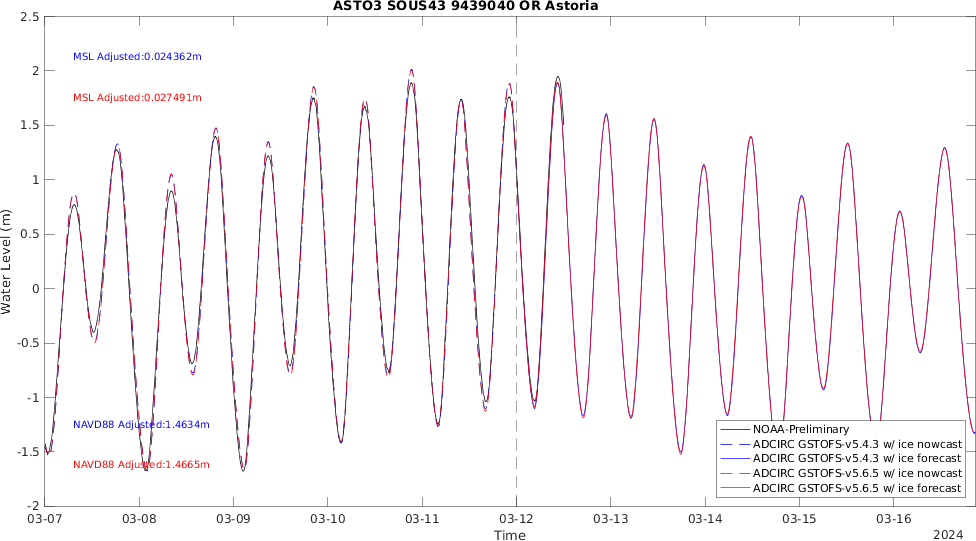 ASTO3 SOUS43 9439040 OR Astoria
2.5
2
1.5
1
0.5
0
-0.5
-1
-1.5
-2
Water Level (m)
MSL Adjusted:0.024362m
MSL Adjusted:0.027491m
NAVD88 Adjusted:1.4634m
NAVD88 Adjusted:1.4665m
NOAA-Preliminary
ADCIRC GSTOFS-v5.4.3 w/ ice nowcast
ADCIRC GSTOFS-v5.4.3 w/ ice forecast
ADCIRC GSTOFS-v5.6.5 w/ ice nowcast
ADCIRC GSTOFS-v5.6.5 w/ ice forecast
03-07 03-08 03-09 03-10 03-11 03-12 03-13 03-14 03-15 03-16
Time
2024